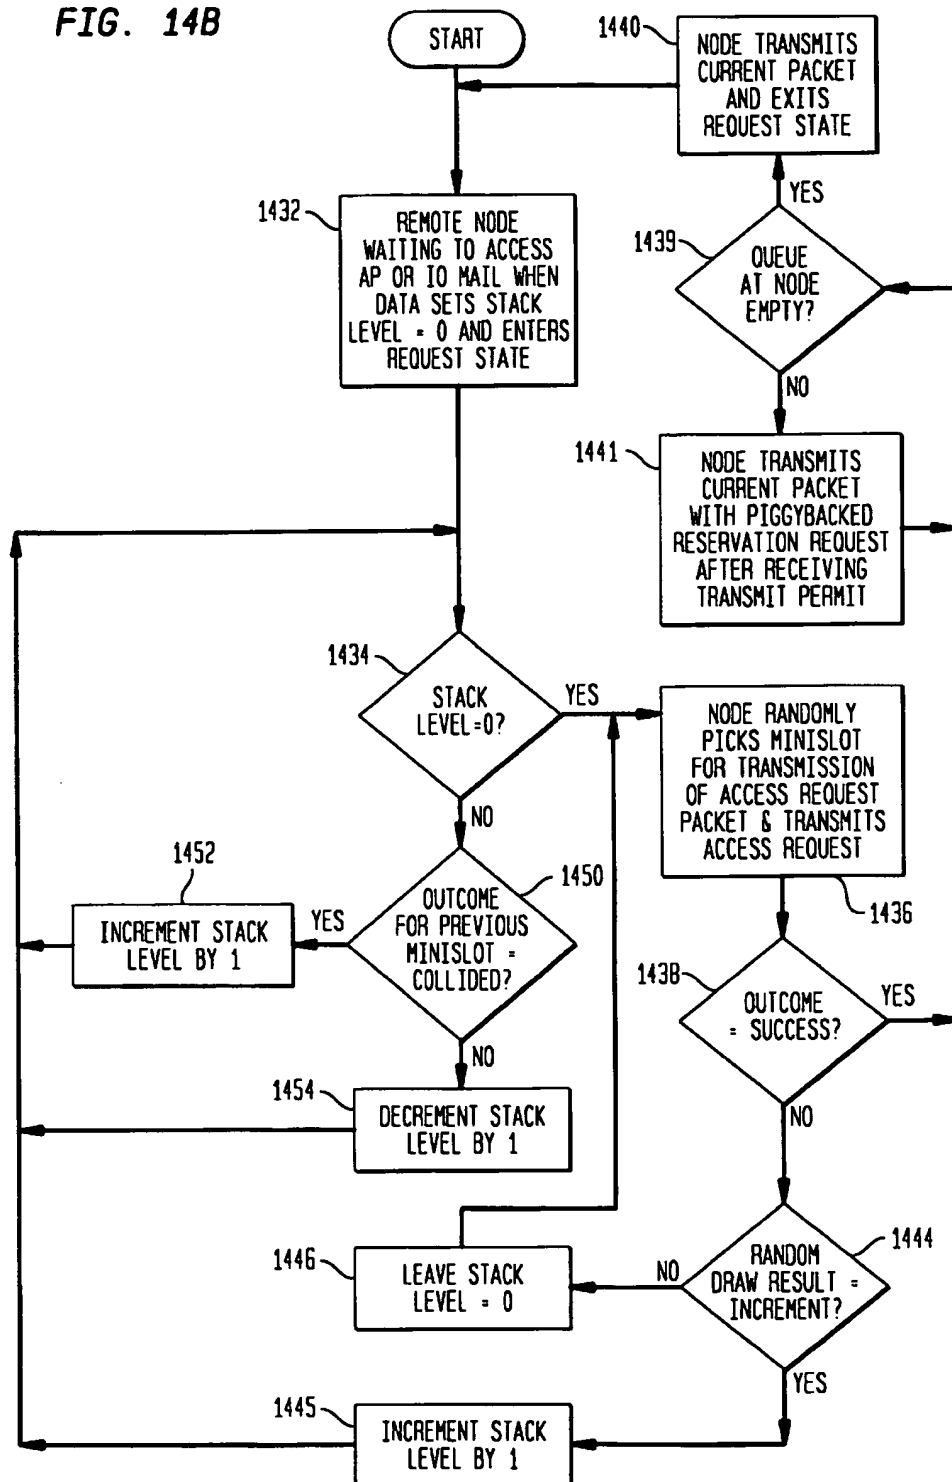 FIG. 14B
START
1440
NODE TRANSMITS
CURRENT PACKET
AND EXITS
REQUEST STATE
YES
1432
REMOTE NODE
WAITING TO ACCESS
AP OR IO MAIL WHEN
DATA SETS STACK
LEVEL = 0 AND ENTERS
REQUEST STATE
1439
QUEUE
AT NODE
EMPTY?
NO
1441
NODE TRANSMITS
CURRENT PACKET
WITH PIGGYBACKED
RESERVATION REQUEST
AFTER RECEIVING
TRANSMIT PERMIT
1434
STACK
LEVEL=0?
YES
NO
NODE RANDOMLY
PICKS MINISLOT
FOR TRANSMISSION
OF ACCESS REQUEST
PACKET & TRANSMITS
ACCESS REQUEST
1436
1452
INCREMENT STACK
LEVEL BY 1
YES
1450
OUTCOME
FOR PREVIOUS
MINISLOT =
COLLIDED?
NO
1438
OUTCOME
= SUCCESS?
YES
NO
1454
DECREMENT STACK
LEVEL BY 1
1446
LEAVE STACK
LEVEL = 0
NO
1444
RANDOM
DRAW RESULT =
INCREMENT?
YES
1445
INCREMENT STACK
LEVEL BY 1